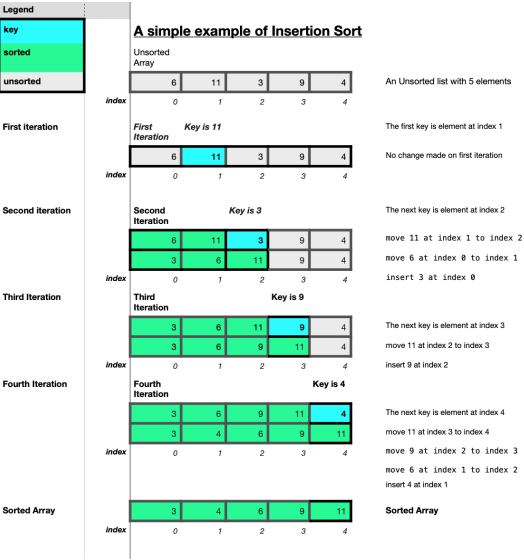 Legend
key
A simple example of Insertion Sort
sorted
Unsorted
Array
unsorted
6 11 3 9 4
An Unsorted list with 5 elements
index
0 1 2 3 4
First iteration
First
Iteration
Key is 11
The first key is element at index 1
6 11 3 9 4
No change made on first iteration
index
0 1 2 3 4
Second iteration
Second
Iteration
Key is 3
The next key is element at index 2
6 11 3 9 4
move 11 at index 1 to index 2
3 6 11 9 4
move 6 at index 0 to index 1
index
0 1 2 3 4
insert 3 at index 0
Third Iteration
Third
Iteration
Key is 9
3 6 11 9 4
The next key is element at index 3
3 6 9 11 4
move 11 at index 2 to index 3
index
0 1 2 3 4
insert 9 at index 2
Fourth Iteration
Fourth
Iteration
Key is 4
3 6 9 11 4
The next key is element at index 4
3 4 6 9 11
move 11 at index 3 to index 4
index
0 1 2 3 4
move 9 at index 2 to index 3
move 6 at index 1 to index 2
insert 4 at index 1
Sorted Array
3 4 6 9 11
Sorted Array
index
0 1 2 3 4